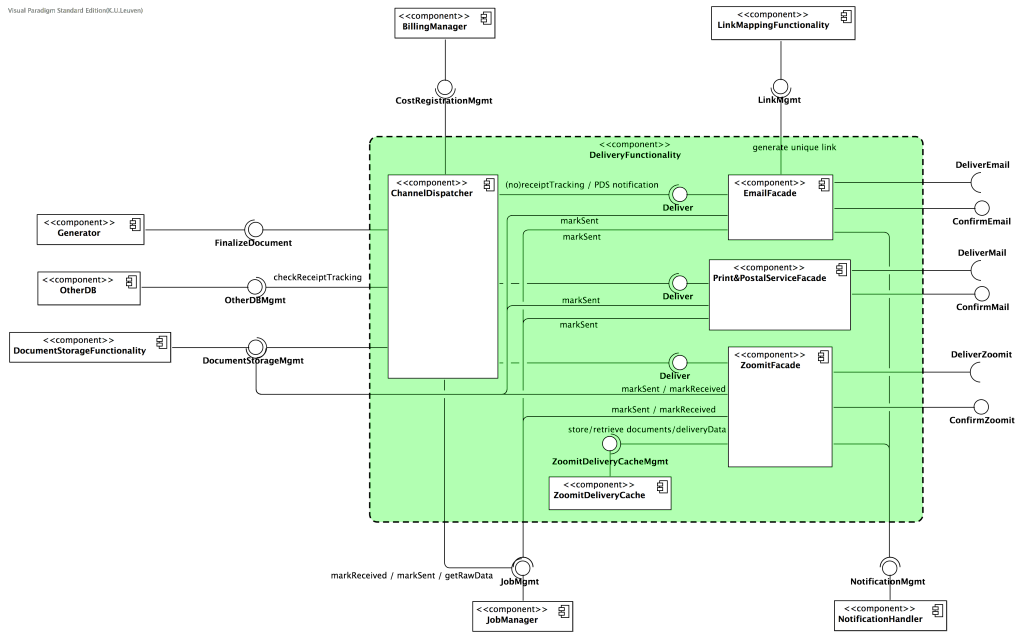 Visual Paradigm Standard Edition(K.U.Leuven)
<<component>>
BillingManager
<<component>>
LinkMappingFunctionality
CostRegistrationMgmt
LinkMgmt
<<component>>
DeliveryFunctionality
generate unique link
<<component>>
ChannelDispatcher
(no)receiptTracking / PDS notification
Deliver
<<component>>
EmailFacade
DeliverEmail
ConfirmEmail
markSent
markSent
<<component>>
Generator
FinalizeDocument
<<component>>
OtherDB
checkReceiptTracking
OtherDBMgmt
Deliver
<<component>>
Print&PostalServiceFacade
DeliverMail
ConfirmMail
markSent
markSent
<<component>>
DocumentStorageFunctionality
DocumentStorageMgmt
Deliver
<<component>>
ZoomitFacade
DeliverZoomit
ConfirmZoomit
markSent / markReceived
markSent / markReceived
store/retrieve documents/deliveryData
ZoomitDeliveryCacheMgmt
<<component>>
ZoomitDeliveryCache
markReceived / markSent / getRawData
JobMgmt
NotificationMgmt
<<component>>
JobManager
<<component>>
NotificationHandler